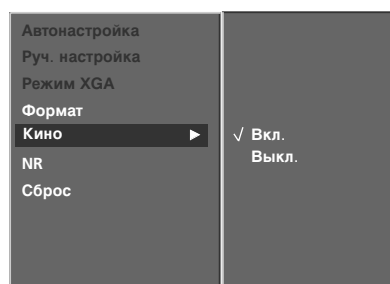 Автонастройка
Руч. настройка
Режим XGA
Формат
Кино
NR
Сброс
√ Вкл.
Выкл.